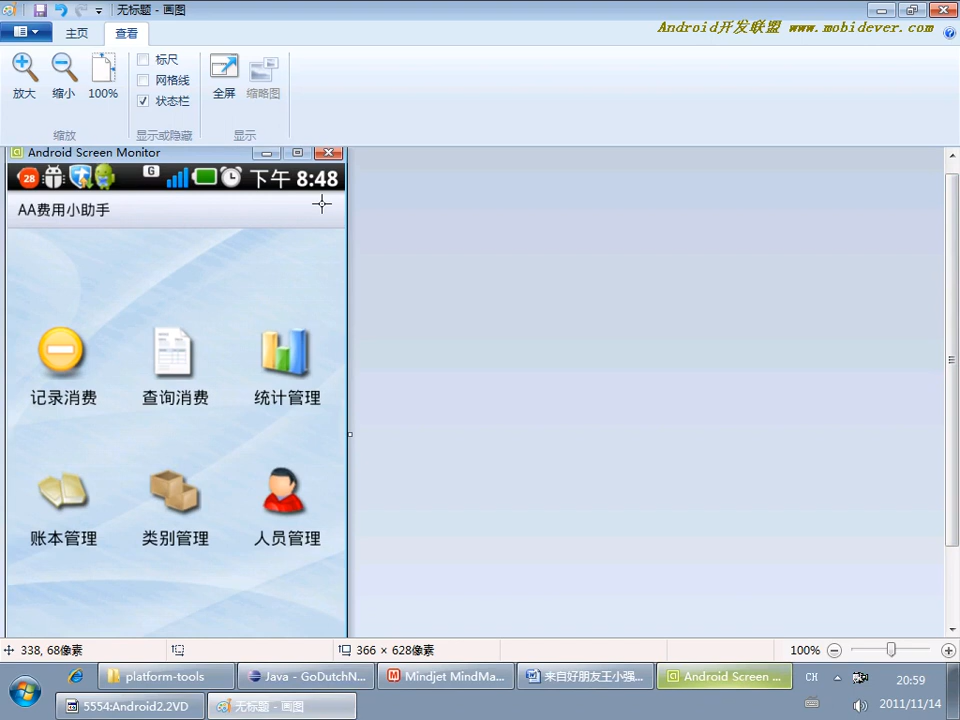 无标题 - 画图
主页
查看
Android开发联盟 www.mobidever.com
放大
缩小
100%
标尺
网格线
状态栏
全屏
缩略图
缩放
显示或隐藏
显示
Android Screen Monitor
28
G
下午 8:48
AA费用小助手
记录消费
查询消费
统计管理
账本管理
类别管理
人员管理
338, 68像素
366 × 628像素
100%
platform-tools
Java - GoDutchN...
Mindjet MindMa...
来自好朋友王小强...
Android Screen ...
CH
20:59
5554:Android2.2VD
无标题 - 画图
2011/11/14